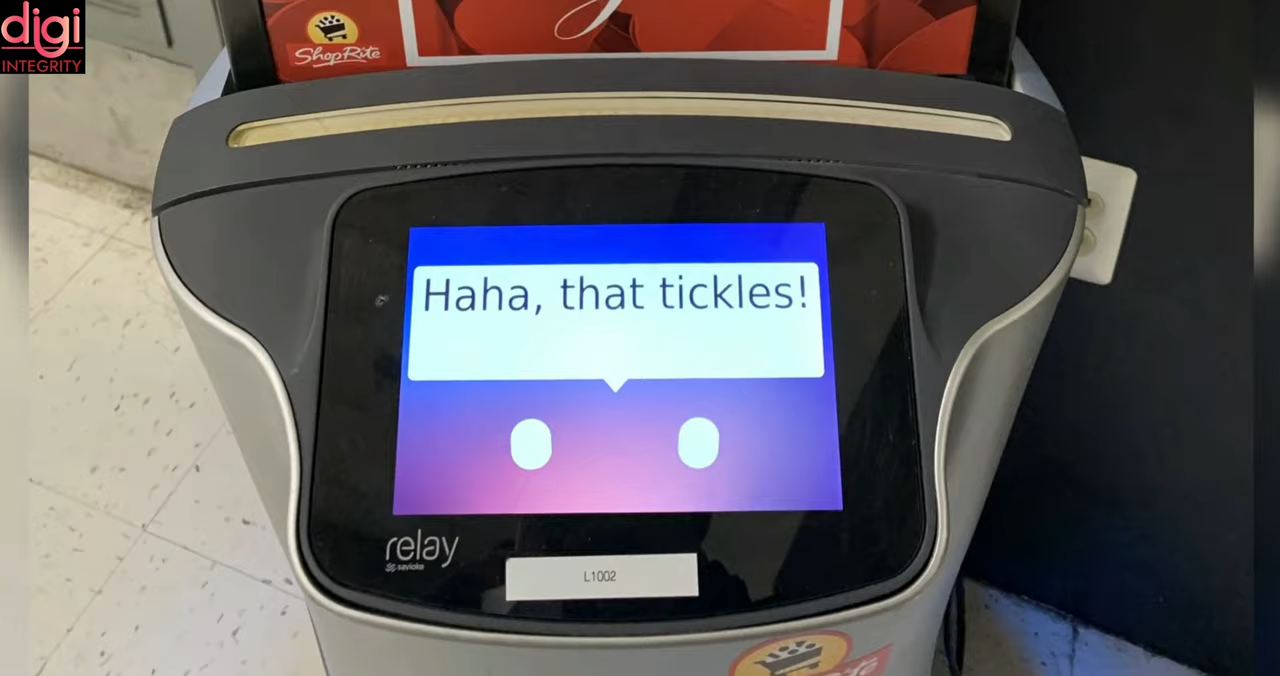 digi
INTEGRITY
ShopRite
Haha, that tickles!
relay
savioke
L1002